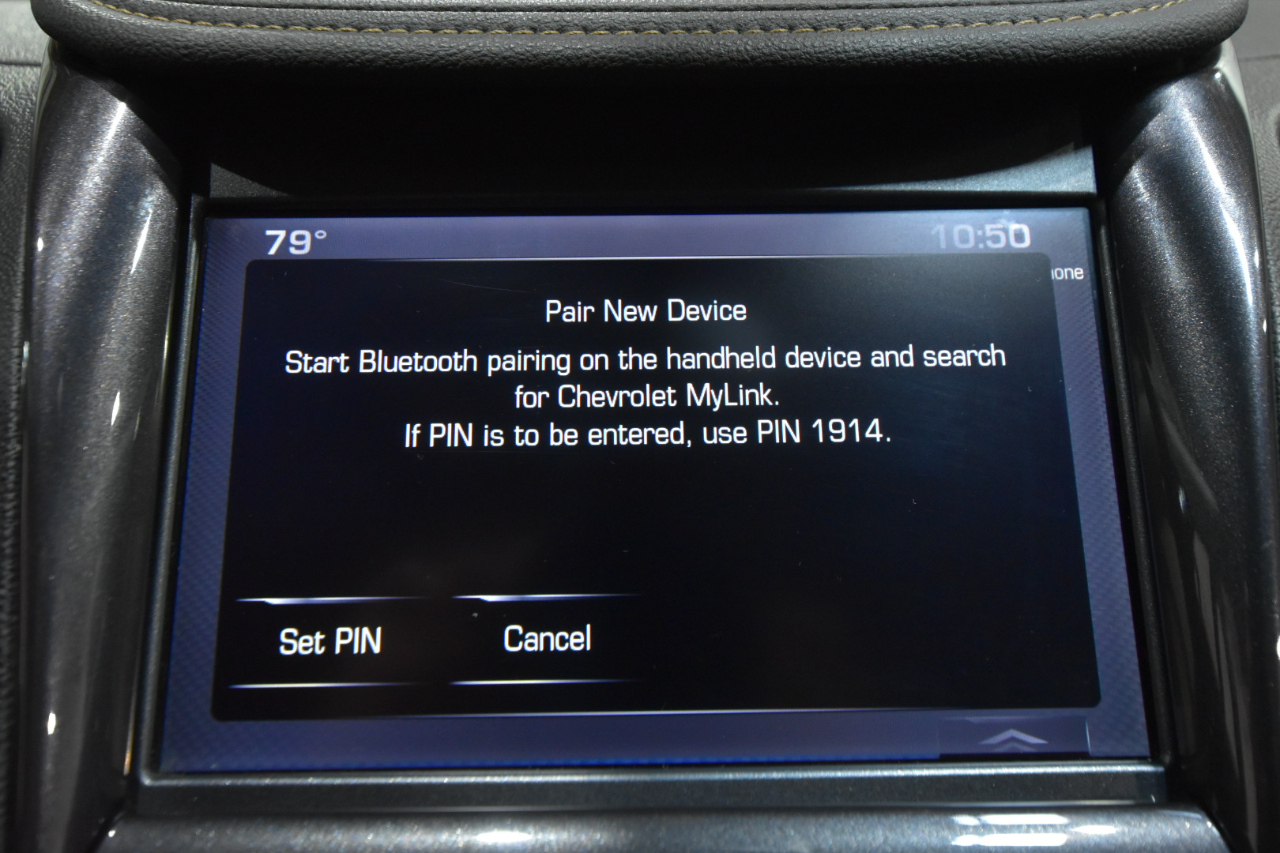 79°
10:50
Pair New Device
Start Bluetooth pairing on the handheld device and search
for Chevrolet MyLink.
If PIN is to be entered, use PIN 1914.
Set PIN
Cancel